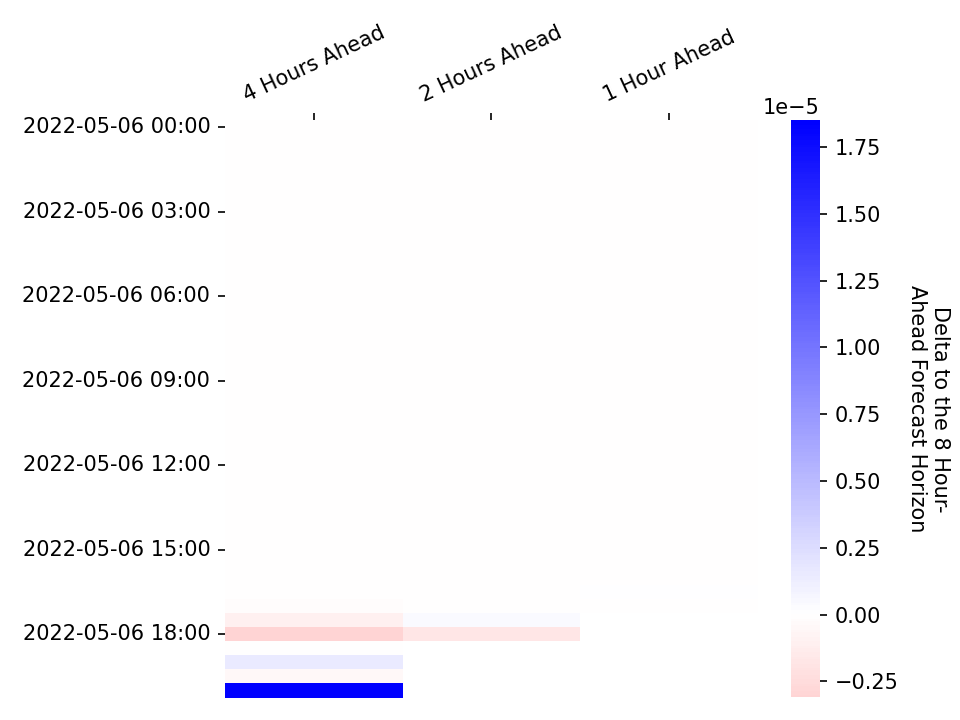 4 Hours Ahead
2 Hours Ahead
1 Hour Ahead
1e−5
2022-05-06 00:00
2022-05-06 03:00
2022-05-06 06:00
2022-05-06 09:00
2022-05-06 12:00
2022-05-06 15:00
2022-05-06 18:00
1.75
1.50
1.25
1.00
0.75
0.50
0.25
0.00
−0.25
Delta to the 8 Hour-
Ahead Forecast Horizon